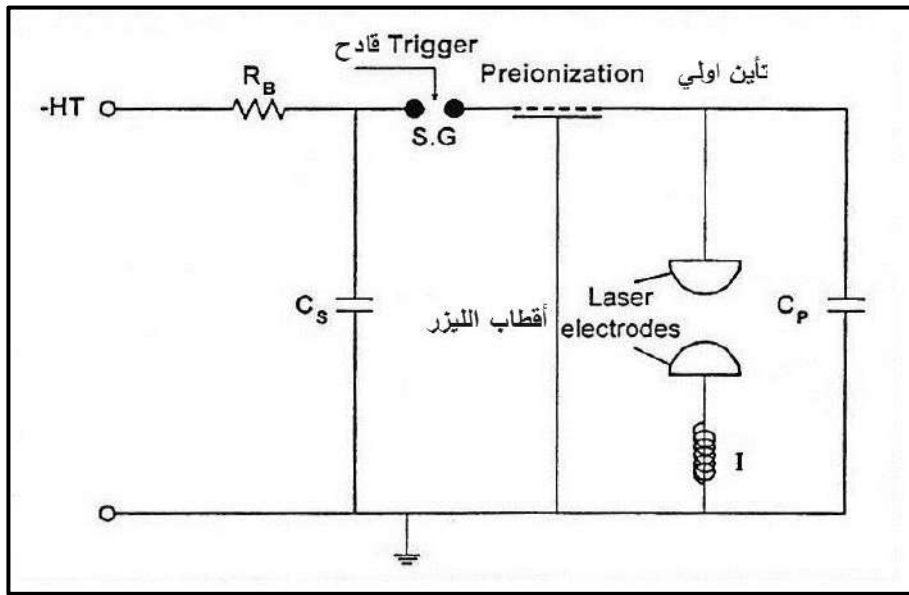 قادح Trigger
R_B
Preionization
تأين اولي
-HT
S.G
C_S
أقطاب الليزر
Laser
electrodes
C_P
I